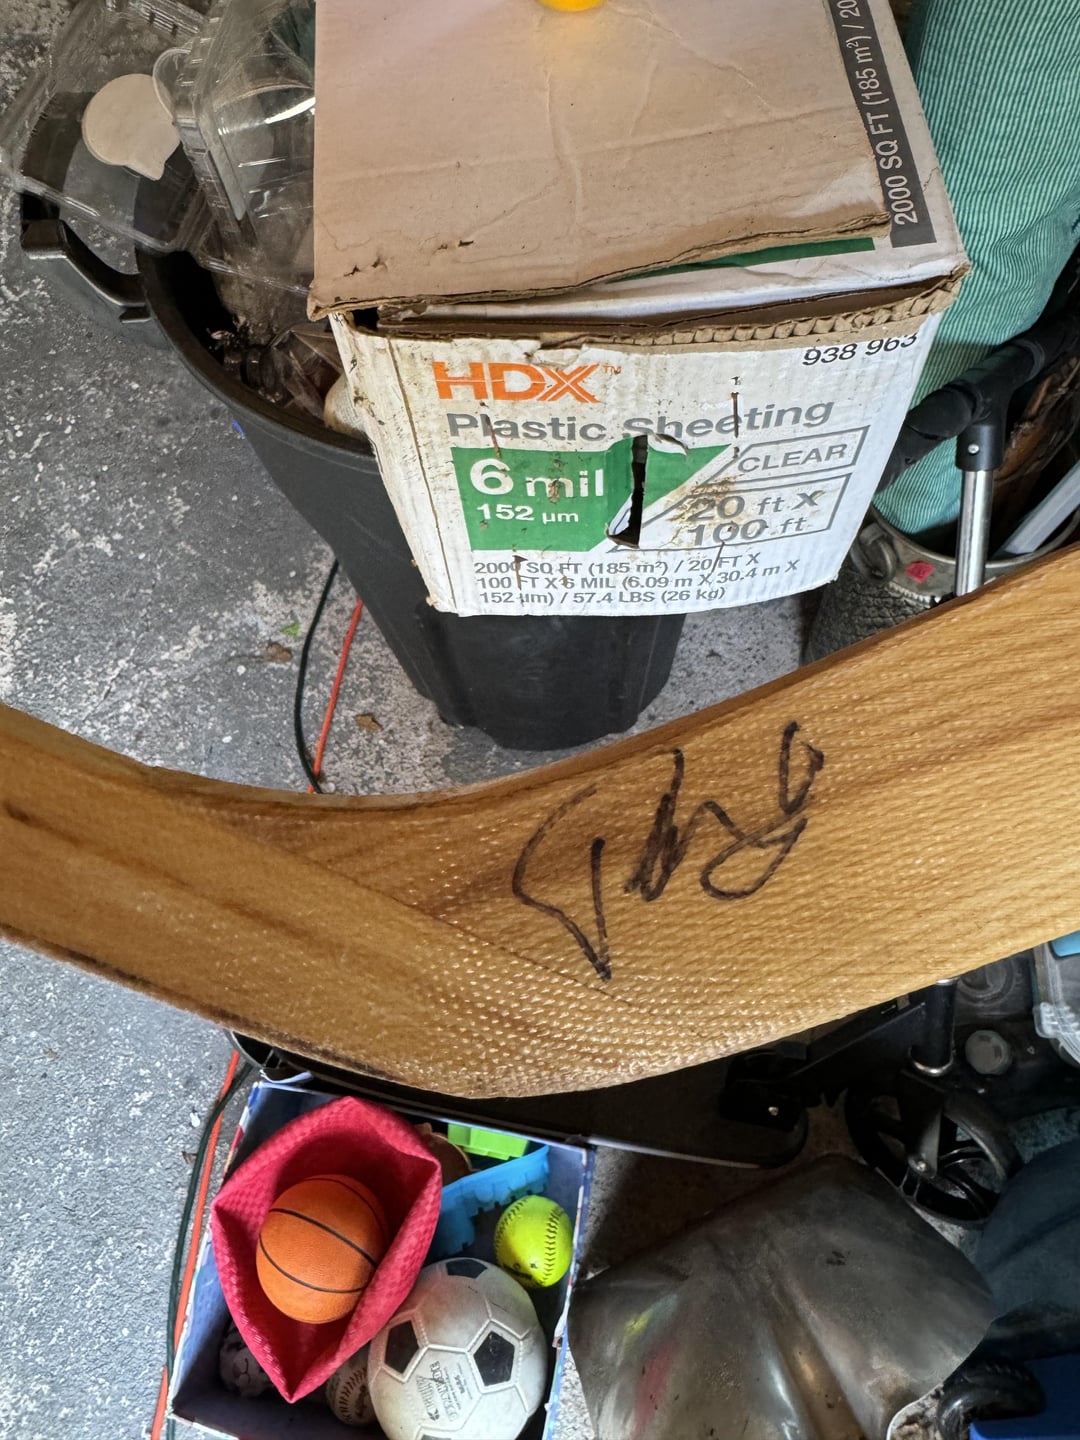 2000 SQ FT (185 m²) / 20
938 963
HDX™
Plastic Sheeting
6 mil
152 µm
CLEAR
20 ft X
100 ft
2000 SQ FT (185 m²) / 20 FT X
100 FT X 6 MIL (6.09 m X 30.4 m X
152 µm) / 57.4 LBS (26 kg)